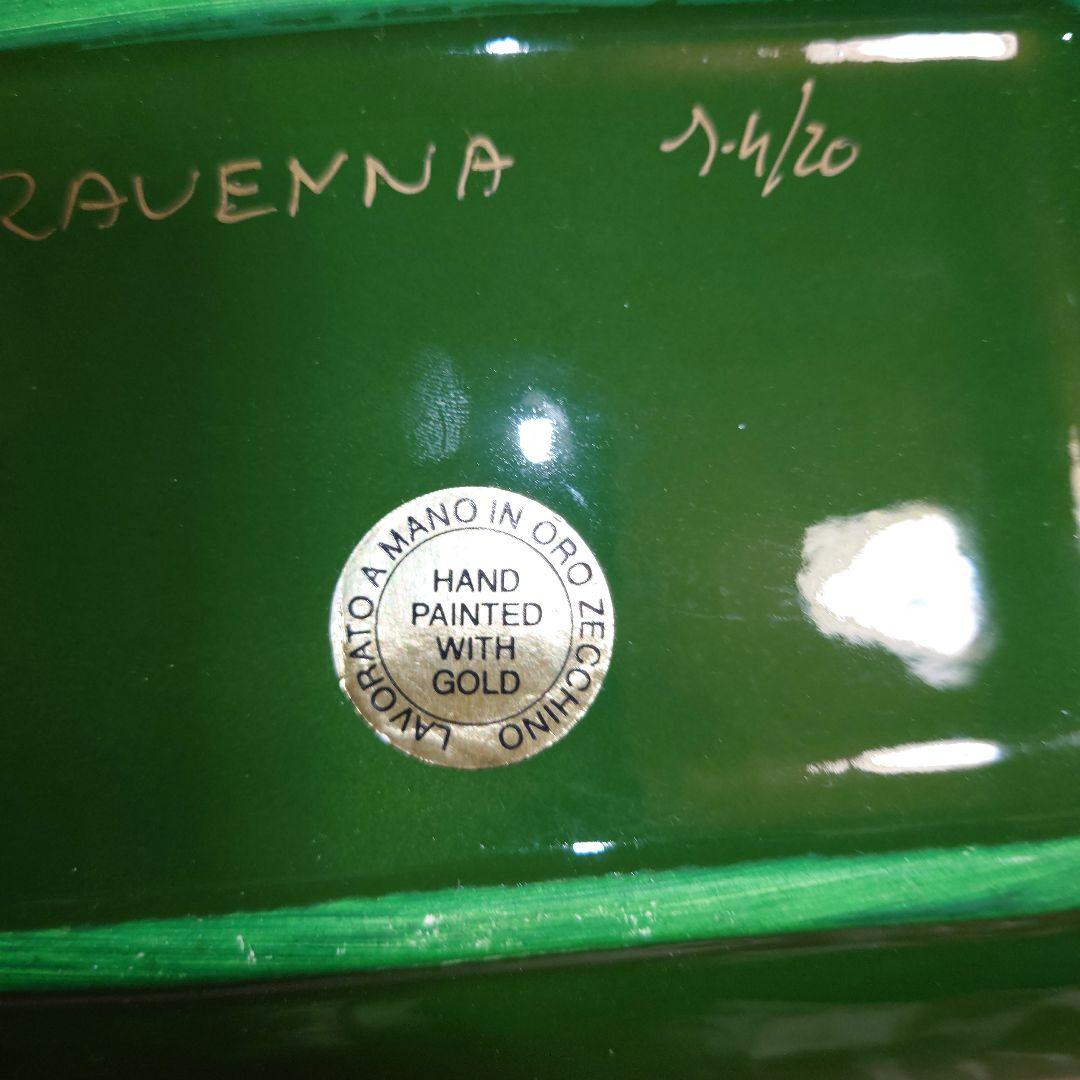 RAVENNA 1-4/20
LAVORATO A MANO IN ORO ZECCHINO
HAND
PAINTED
WITH
GOLD